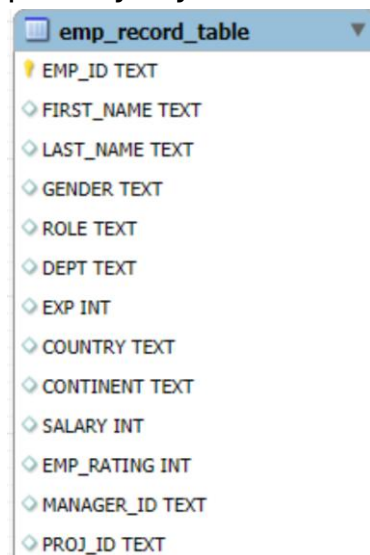 emp_record_table
EMP_ID TEXT
FIRST_NAME TEXT
LAST_NAME TEXT
GENDER TEXT
ROLE TEXT
DEPT TEXT
EXP INT
COUNTRY TEXT
CONTINENT TEXT
SALARY INT
EMP_RATING INT
MANAGER_ID TEXT
PROJ_ID TEXT